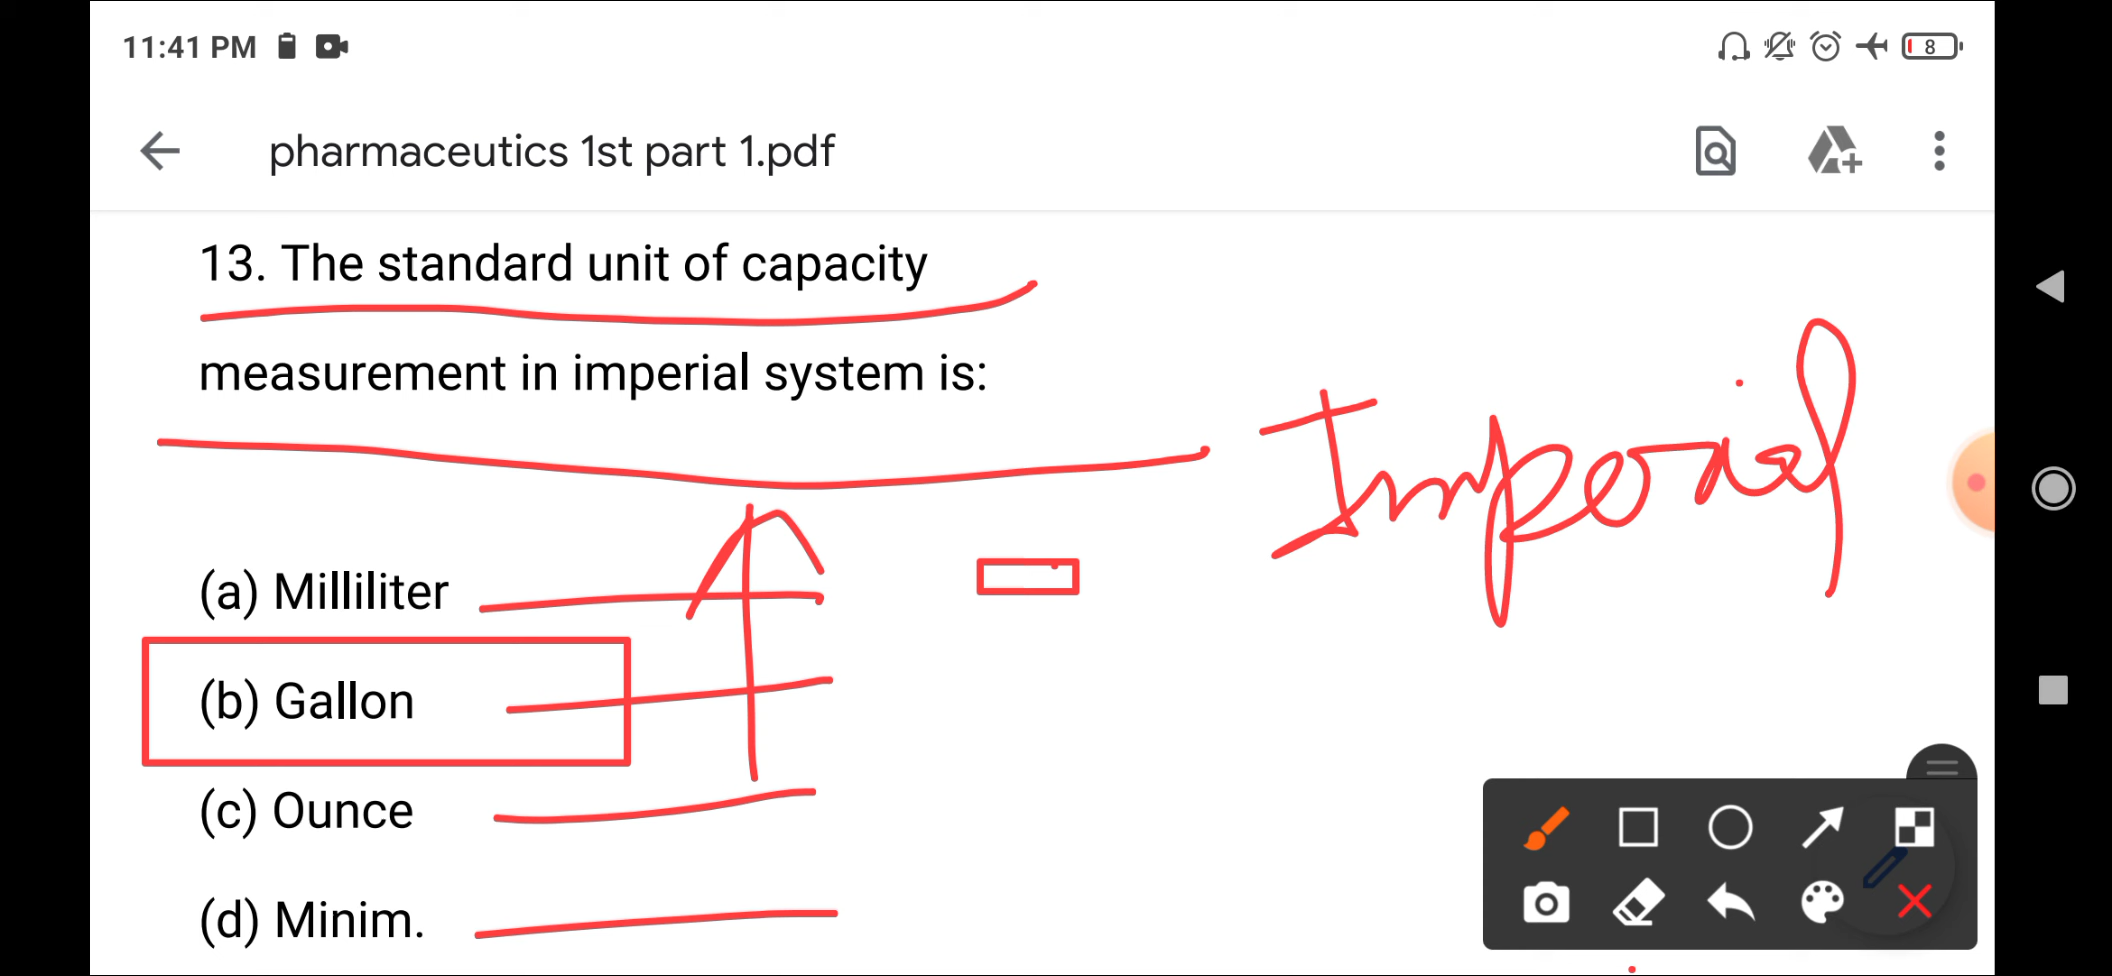 11:41 PM
8
pharmaceutics 1st part 1.pdf
13. The standard unit of capacity
measurement in imperial system is:
Imperial
(a) Milliliter
(b) Gallon
(c) Ounce
(d) Minim.